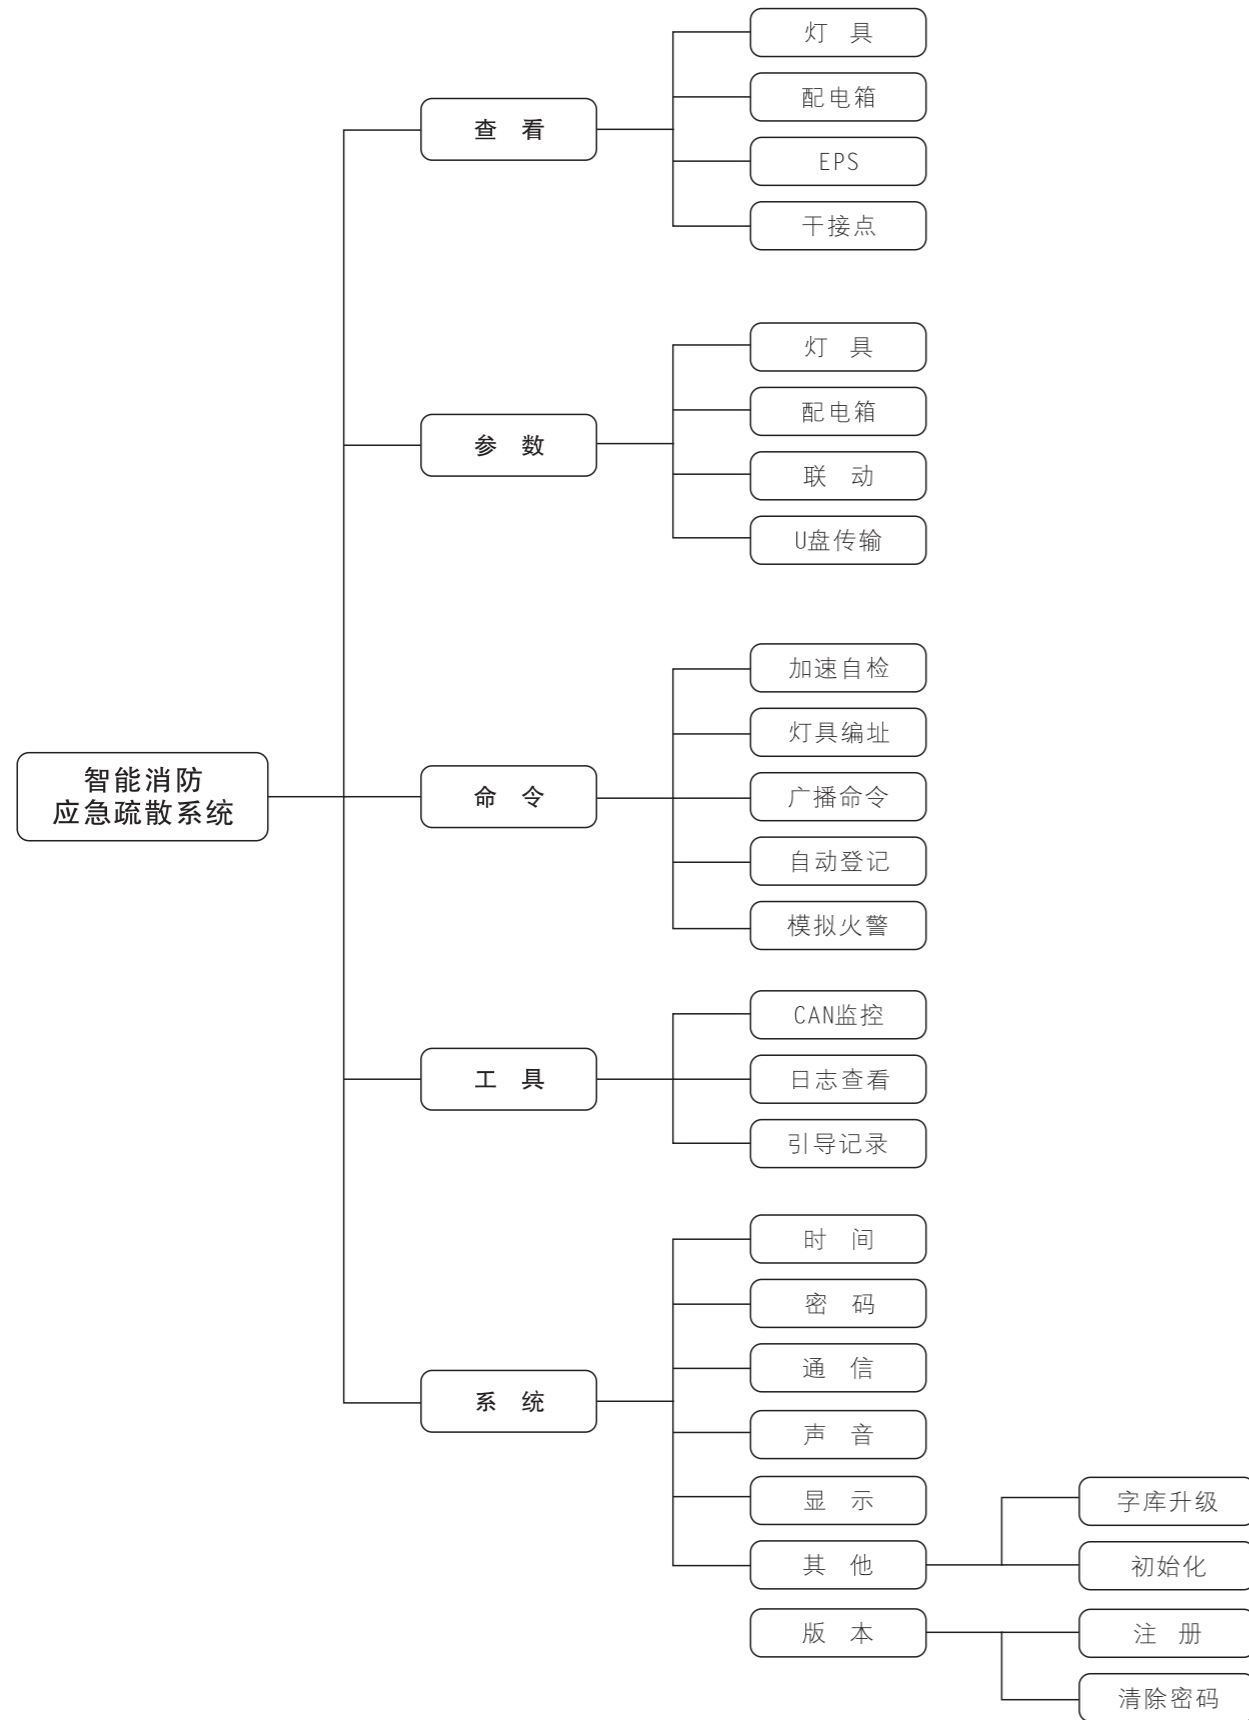 灯 具
配电箱
查 看
EPS
干接点
灯 具
配电箱
参 数
联 动
U盘传输
加速自检
灯具编址
智能消防
应急疏散系统
命 令
广播命令
自动登记
模拟火警
CAN监控
工 具
日志查看
引导记录
时 间
密 码
通 信
系 统
声 音
显 示
字库升级
其 他
初始化
版 本
注 册
清除密码